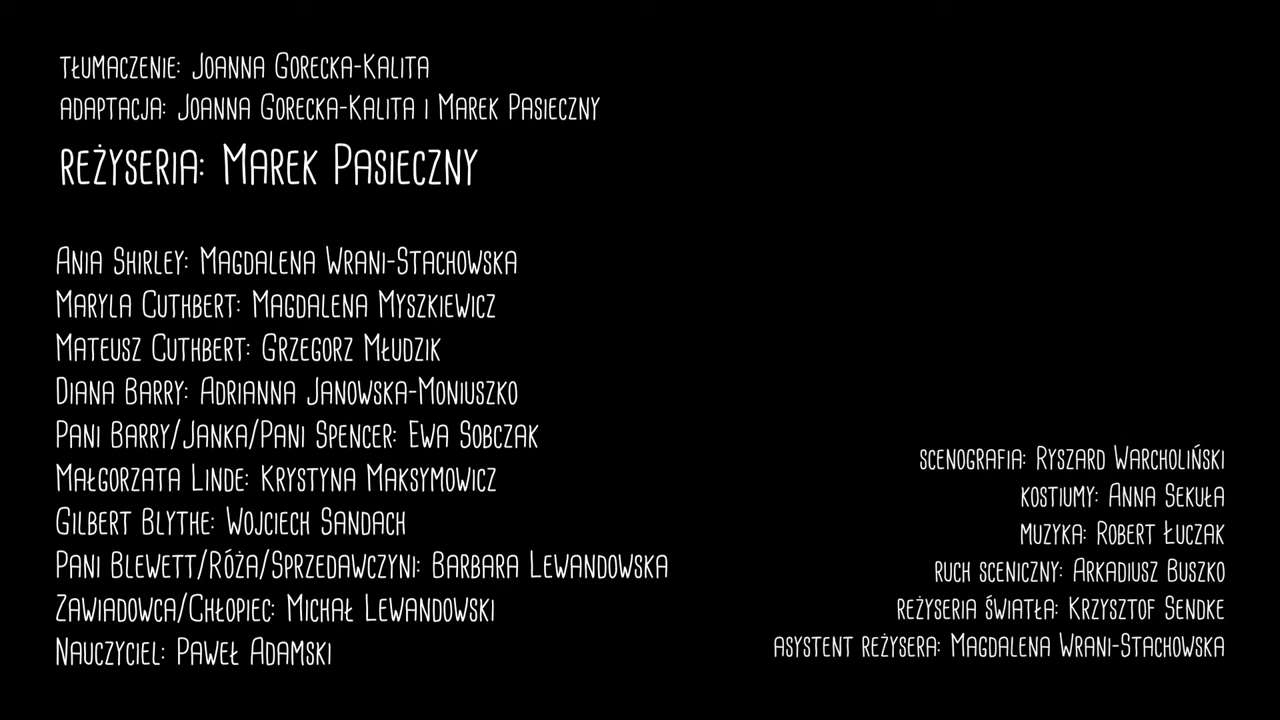 tłumaczenie: Joanna Gorecka-Kalita
adaptacja: Joanna Gorecka-Kalita i Marek Pasieczny
reżyseria: Marek Pasieczny
Ania Shirley: Magdalena Wrani-Stachowska
Maryla Cuthbert: Magdalena Myszkiewicz
Mateusz Cuthbert: Grzegorz Młudzik
Diana Barry: Adrianna Janowska-Moniuszko
Pani Barry/Janka/Pani Spencer: Ewa Sobczak
Małgorzata Linde: Krystyna Maksymowicz
Gilbert Blythe: Wojciech Sandach
Pani Blewett/Róża/Sprzedawczyni: Barbara Lewandowska
Zawiadowca/Chłopiec: Michał Lewandowski
Nauczyciel: Paweł Adamski
scenografia: Ryszard Warcholiński
kostiumy: Anna Sekuła
muzyka: Robert Łuczak
ruch sceniczny: Arkadiusz Buszko
reżyseria światła: Krzysztof Sendke
asystent reżysera: Magdalena Wrani-Stachowska